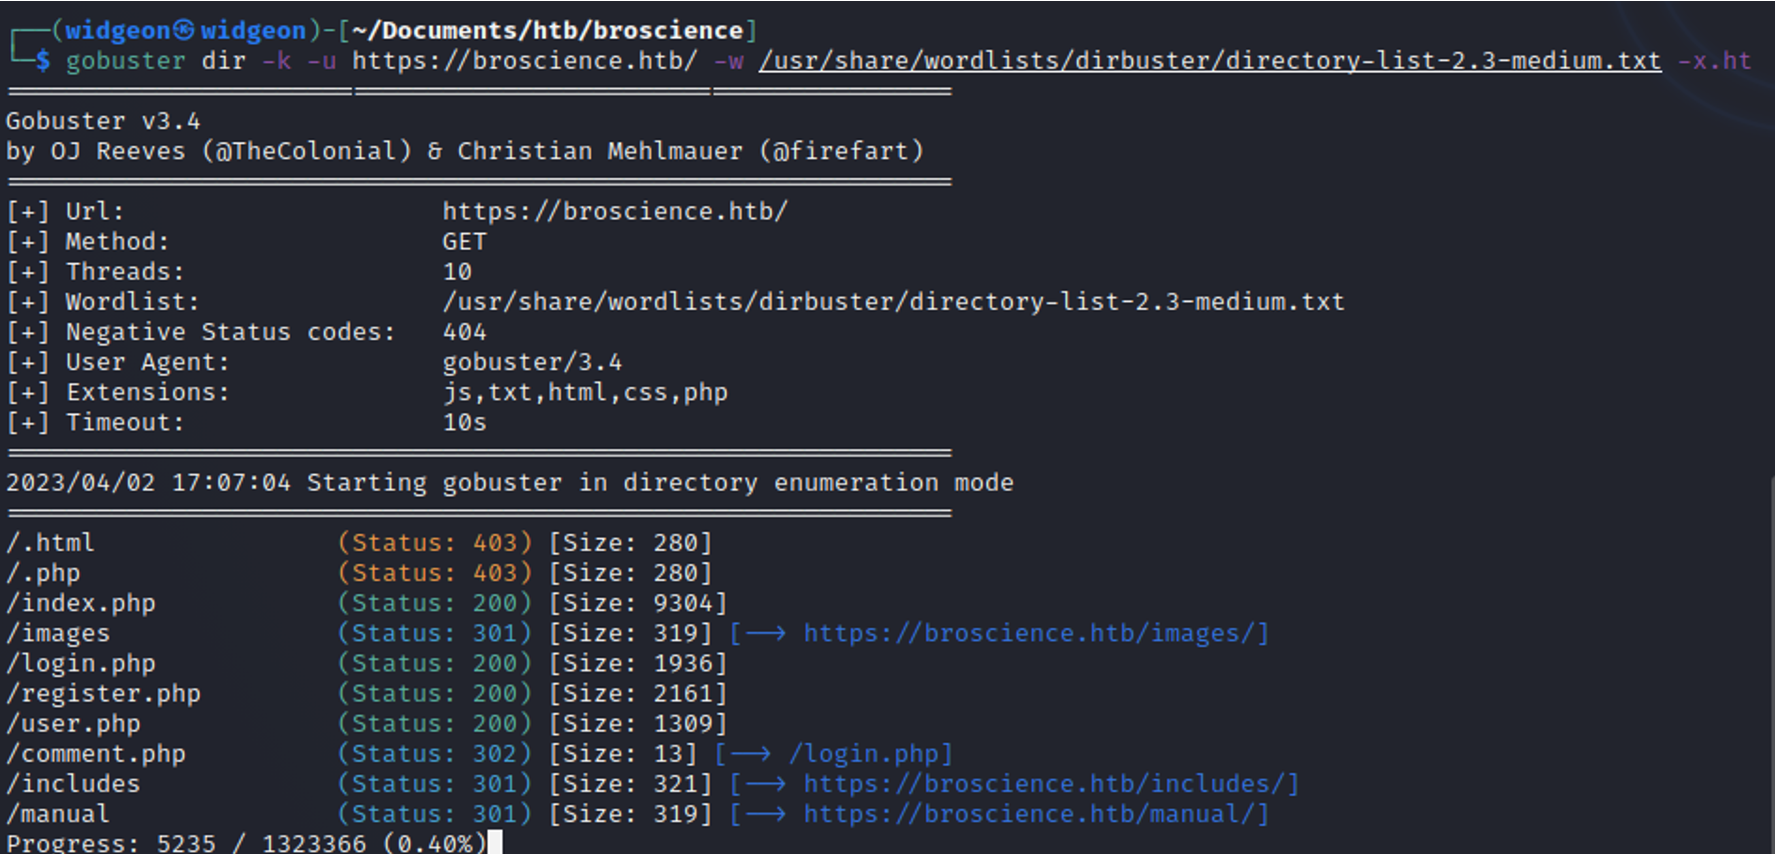 (widgeon㉿widgeon)-[~/Documents/htb/broscience]
$ gobuster dir -k -u https://broscience.htb/ -w /usr/share/wordlists/dirbuster/directory-list-2.3-medium.txt -x.ht
===============================================================
Gobuster v3.4
by OJ Reeves (@TheColonial) & Christian Mehlmauer (@firefart)
===============================================================
[+] Url:                     https://broscience.htb/
[+] Method:                  GET
[+] Threads:                 10
[+] Wordlist:                /usr/share/wordlists/dirbuster/directory-list-2.3-medium.txt
[+] Negative Status codes:   404
[+] User Agent:              gobuster/3.4
[+] Extensions:              js,txt,html,css,php
[+] Timeout:                 10s
===============================================================
2023/04/02 17:07:04 Starting gobuster in directory enumeration mode
===============================================================
/.html                (Status: 403) [Size: 280]
/.php                 (Status: 403) [Size: 280]
/index.php            (Status: 200) [Size: 9304]
/images               (Status: 301) [Size: 319] [--> https://broscience.htb/images/]
/login.php            (Status: 200) [Size: 1936]
/register.php         (Status: 200) [Size: 2161]
/user.php             (Status: 200) [Size: 1309]
/comment.php          (Status: 302) [Size: 13] [--> /login.php]
/includes             (Status: 301) [Size: 321] [--> https://broscience.htb/includes/]
/manual               (Status: 301) [Size: 319] [--> https://broscience.htb/manual/]
Progress: 5235 / 1323366 (0.40%)